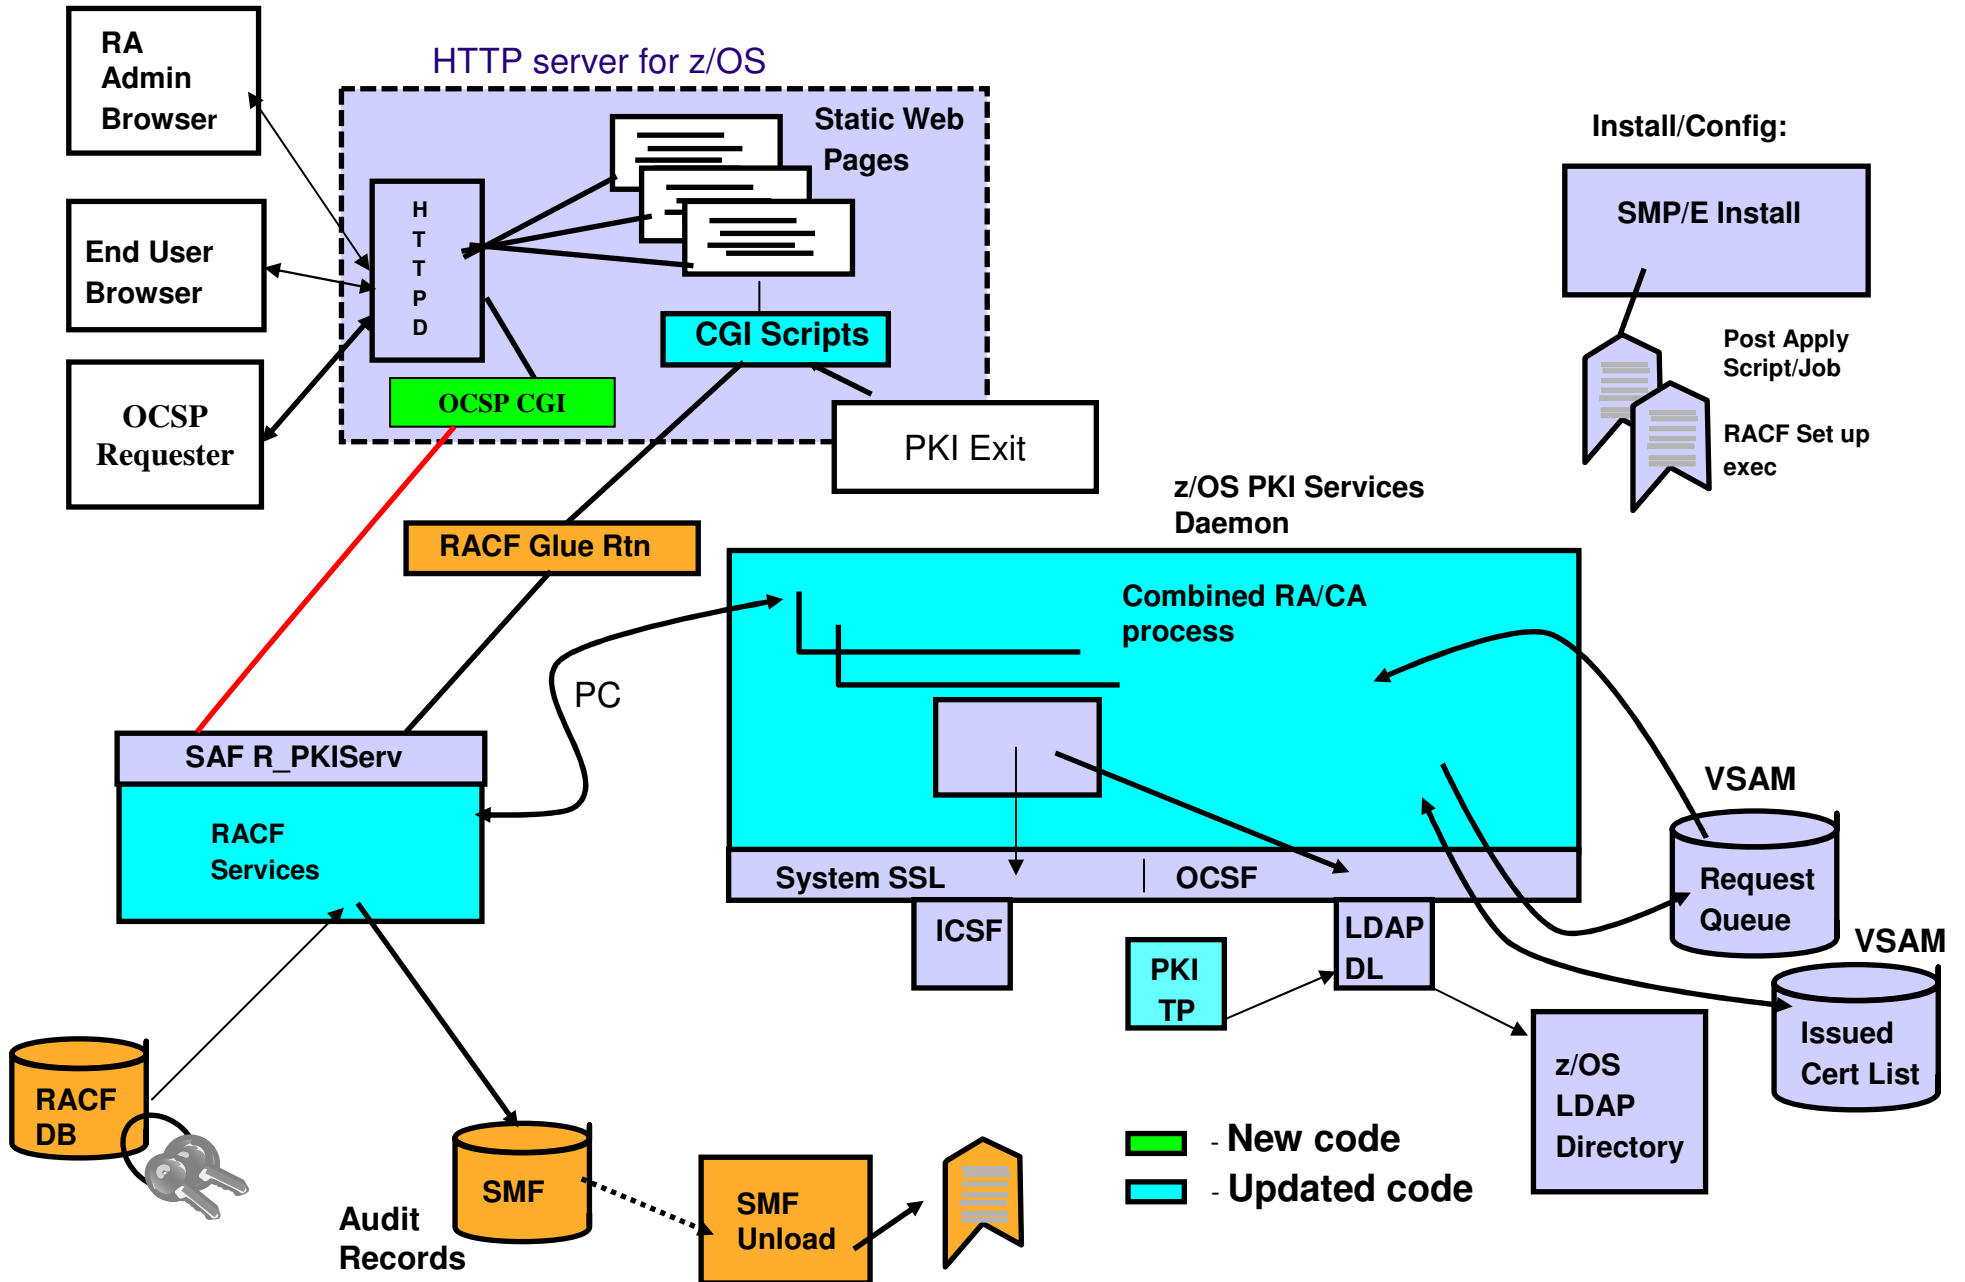 RA
Admin
Browser
HTTP server for z/OS
Static Web
Pages
Install/Config:
SMP/E Install
H
T
T
P
D
End User
Browser
CGI Scripts
Post Apply
Script/Job
OCSP CGI
OCSP
Requester
PKI Exit
RACF Set up
exec
z/OS PKI Services
Daemon
RACF Glue Rtn
Combined RA/CA
process
PC
SAF R_PKIServ
RACF
Services
VSAM
System SSL
OCSF
Request
Queue
ICSF
LDAP
DL
PKI
TP
VSAM
Issued
Cert List
z/OS
LDAP
Directory
RACF
DB
SMF
Audit
Records
SMF
Unload
- New code
- Updated code